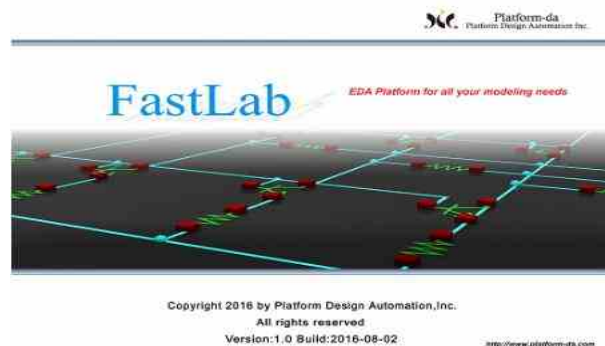 Platform-da
Platform Design Automation Inc.
FastLab
EDA Platform for all your modeling needs
Copyright 2016 by Platform Design Automation,Inc.
All rights reserved
Version:1.0 Build:2016-08-02
http://www.platform-da.com